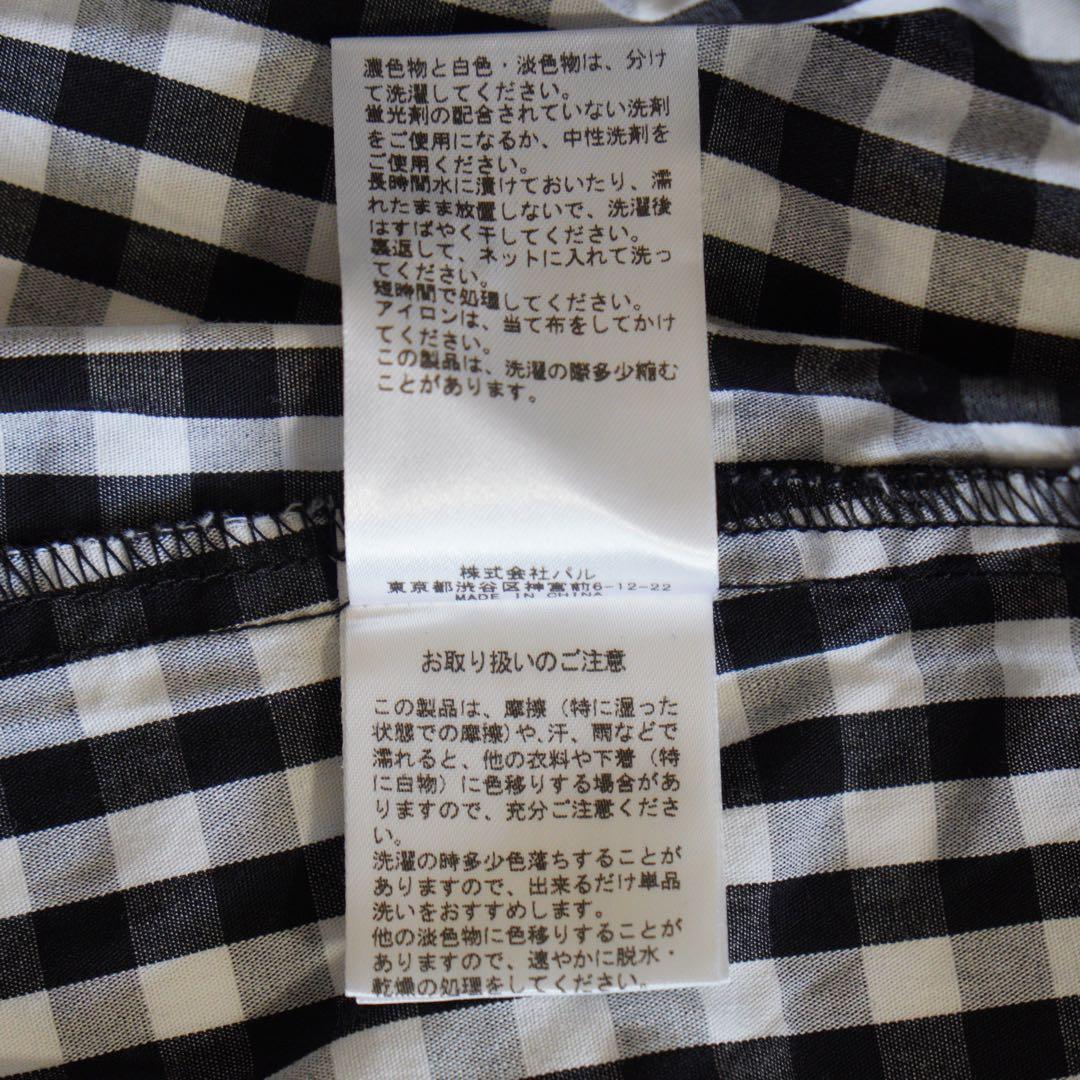 濃色物と白色・淡色物は、分け
て洗濯してください。
蛍光剤の配合されていない洗剤
をご使用になるか、中性洗剤を
ご使用ください。
長時間水に漬けておいたり、濡
れたまま放置しないで、洗濯後
はすばやく干してください。
裏返して、ネットに入れて洗っ
てください。
短時間で処理してください。
アイロンは、当て布をしてかけ
てください。
この製品は、洗濯の際多少縮む
ことがあります。
株式会社パル
東京都渋谷区神宮前6-12-22
MADE IN CHINA
お取り扱いのご注意
この製品は、摩擦（特に湿った
状態での摩擦)や、汗、雨などで
濡れると、他の衣料や下着（特
に白物）に色移りする場合があ
りますので、充分ご注意くださ
い。
洗濯の時多少色落ちすることが
ありますので、出来るだけ単品
洗いをおすすめします。
他の淡色物に色移りすることが
ありますので、速やかに脱水・
乾燥の処理をしてください。